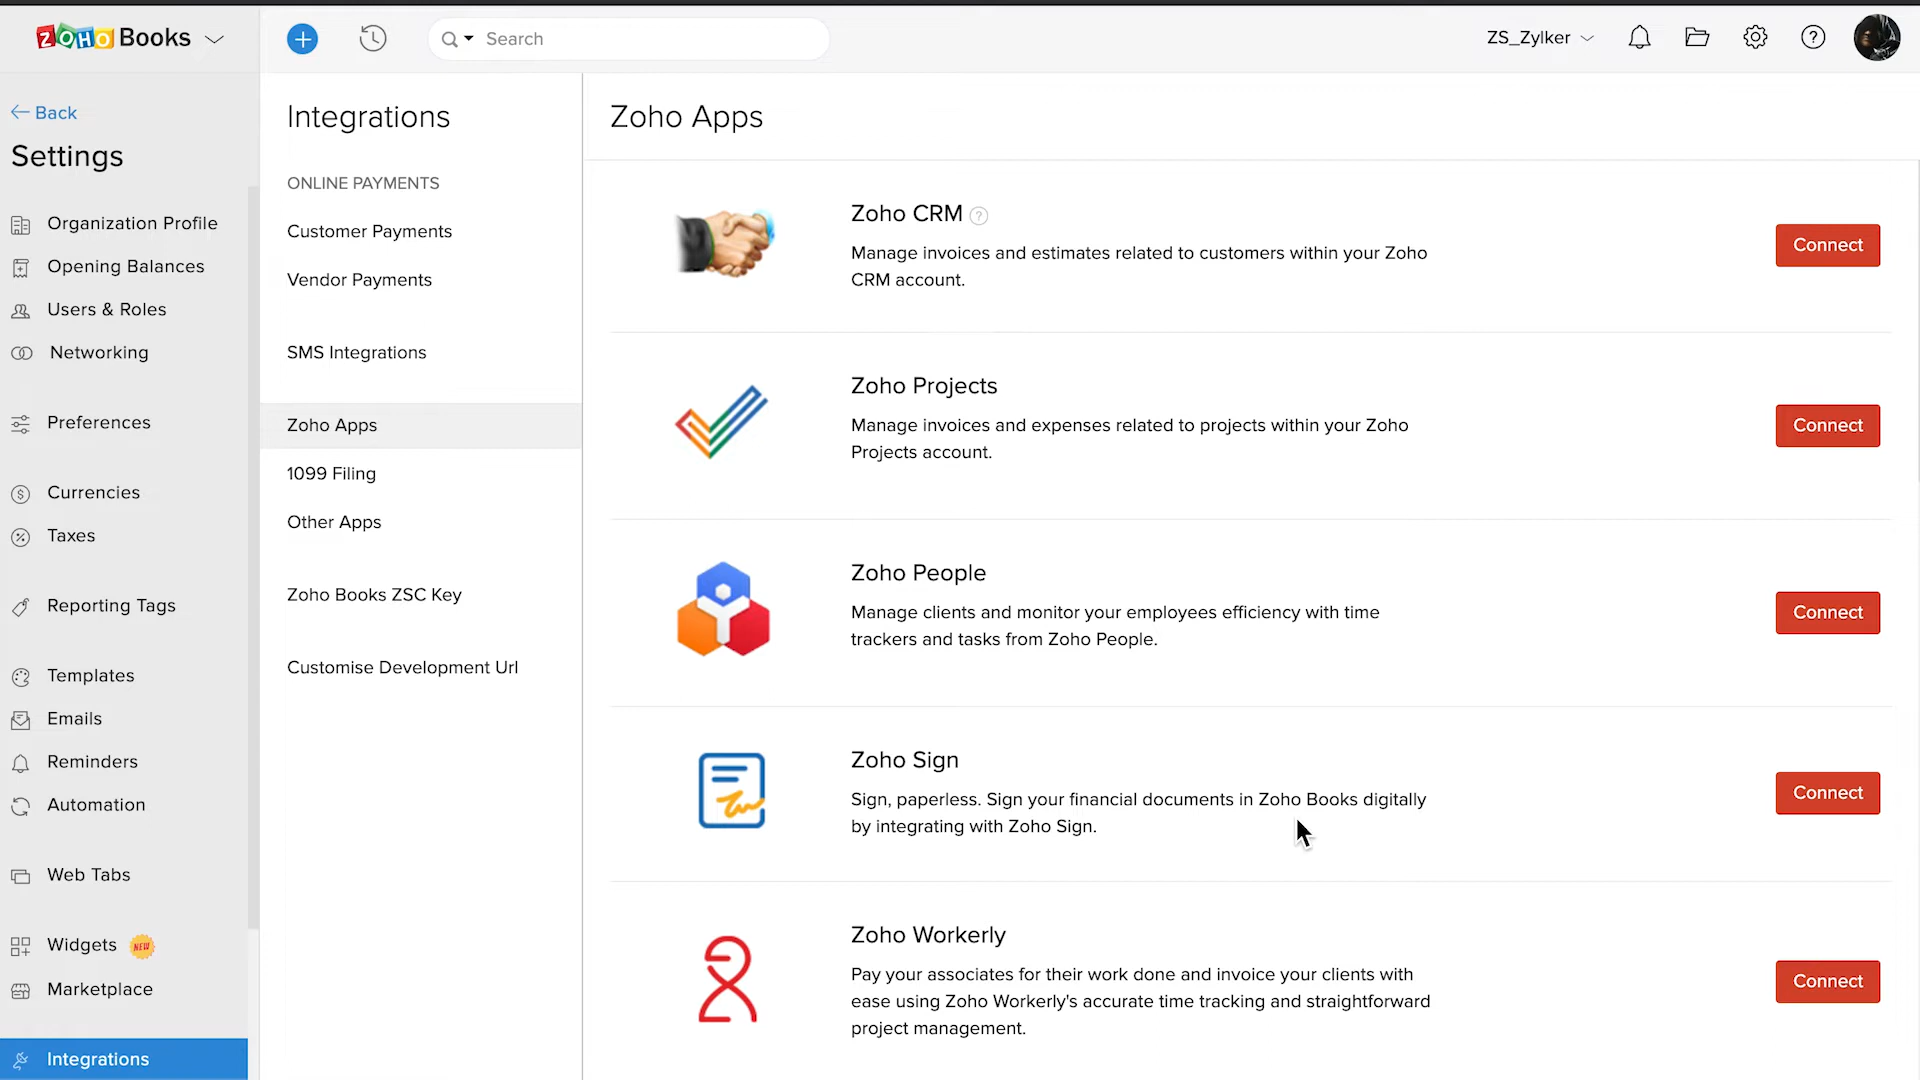 ZOHO Books
Search
ZS_Zylker
Back
Settings
Organization Profile
Opening Balances
Users & Roles
Networking
Preferences
Currencies
Taxes
Reporting Tags
Templates
Emails
Reminders
Automation
Web Tabs
Widgets NEW
Marketplace
Integrations
Integrations
ONLINE PAYMENTS
Customer Payments
Vendor Payments
SMS Integrations
Zoho Apps
1099 Filing
Other Apps
Zoho Books ZSC Key
Customise Development Url
Zoho Apps
Zoho CRM ?
Manage invoices and estimates related to customers within your Zoho
CRM account.
Connect
Zoho Projects
Manage invoices and expenses related to projects within your Zoho
Projects account.
Connect
Zoho People
Manage clients and monitor your employees efficiency with time
trackers and tasks from Zoho People.
Connect
Zoho Sign
Sign, paperless. Sign your financial documents in Zoho Books digitally
by integrating with Zoho Sign.
Connect
Zoho Workerly
Pay your associates for their work done and invoice your clients with
ease using Zoho Workerly's accurate time tracking and straightforward
project management.
Connect